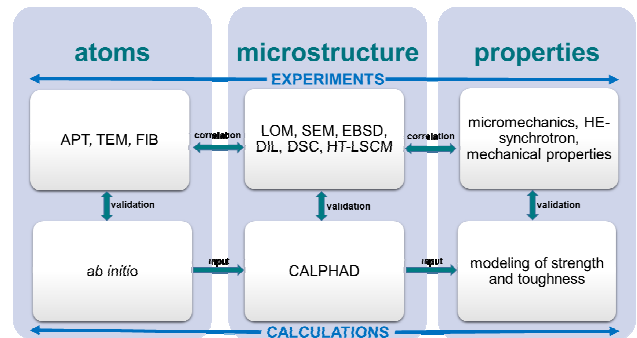 atoms
microstructure
properties
EXPERIMENTS
APT, TEM, FIB
correlation
LOM, SEM, EBSD,
DIL, DSC, HT-LSCM
correlation
micromechanics, HE-
synchrotron,
mechanical properties
validation
validation
validation
ab initio
input
CALPHAD
input
modeling of strength
and toughness
CALCULATIONS